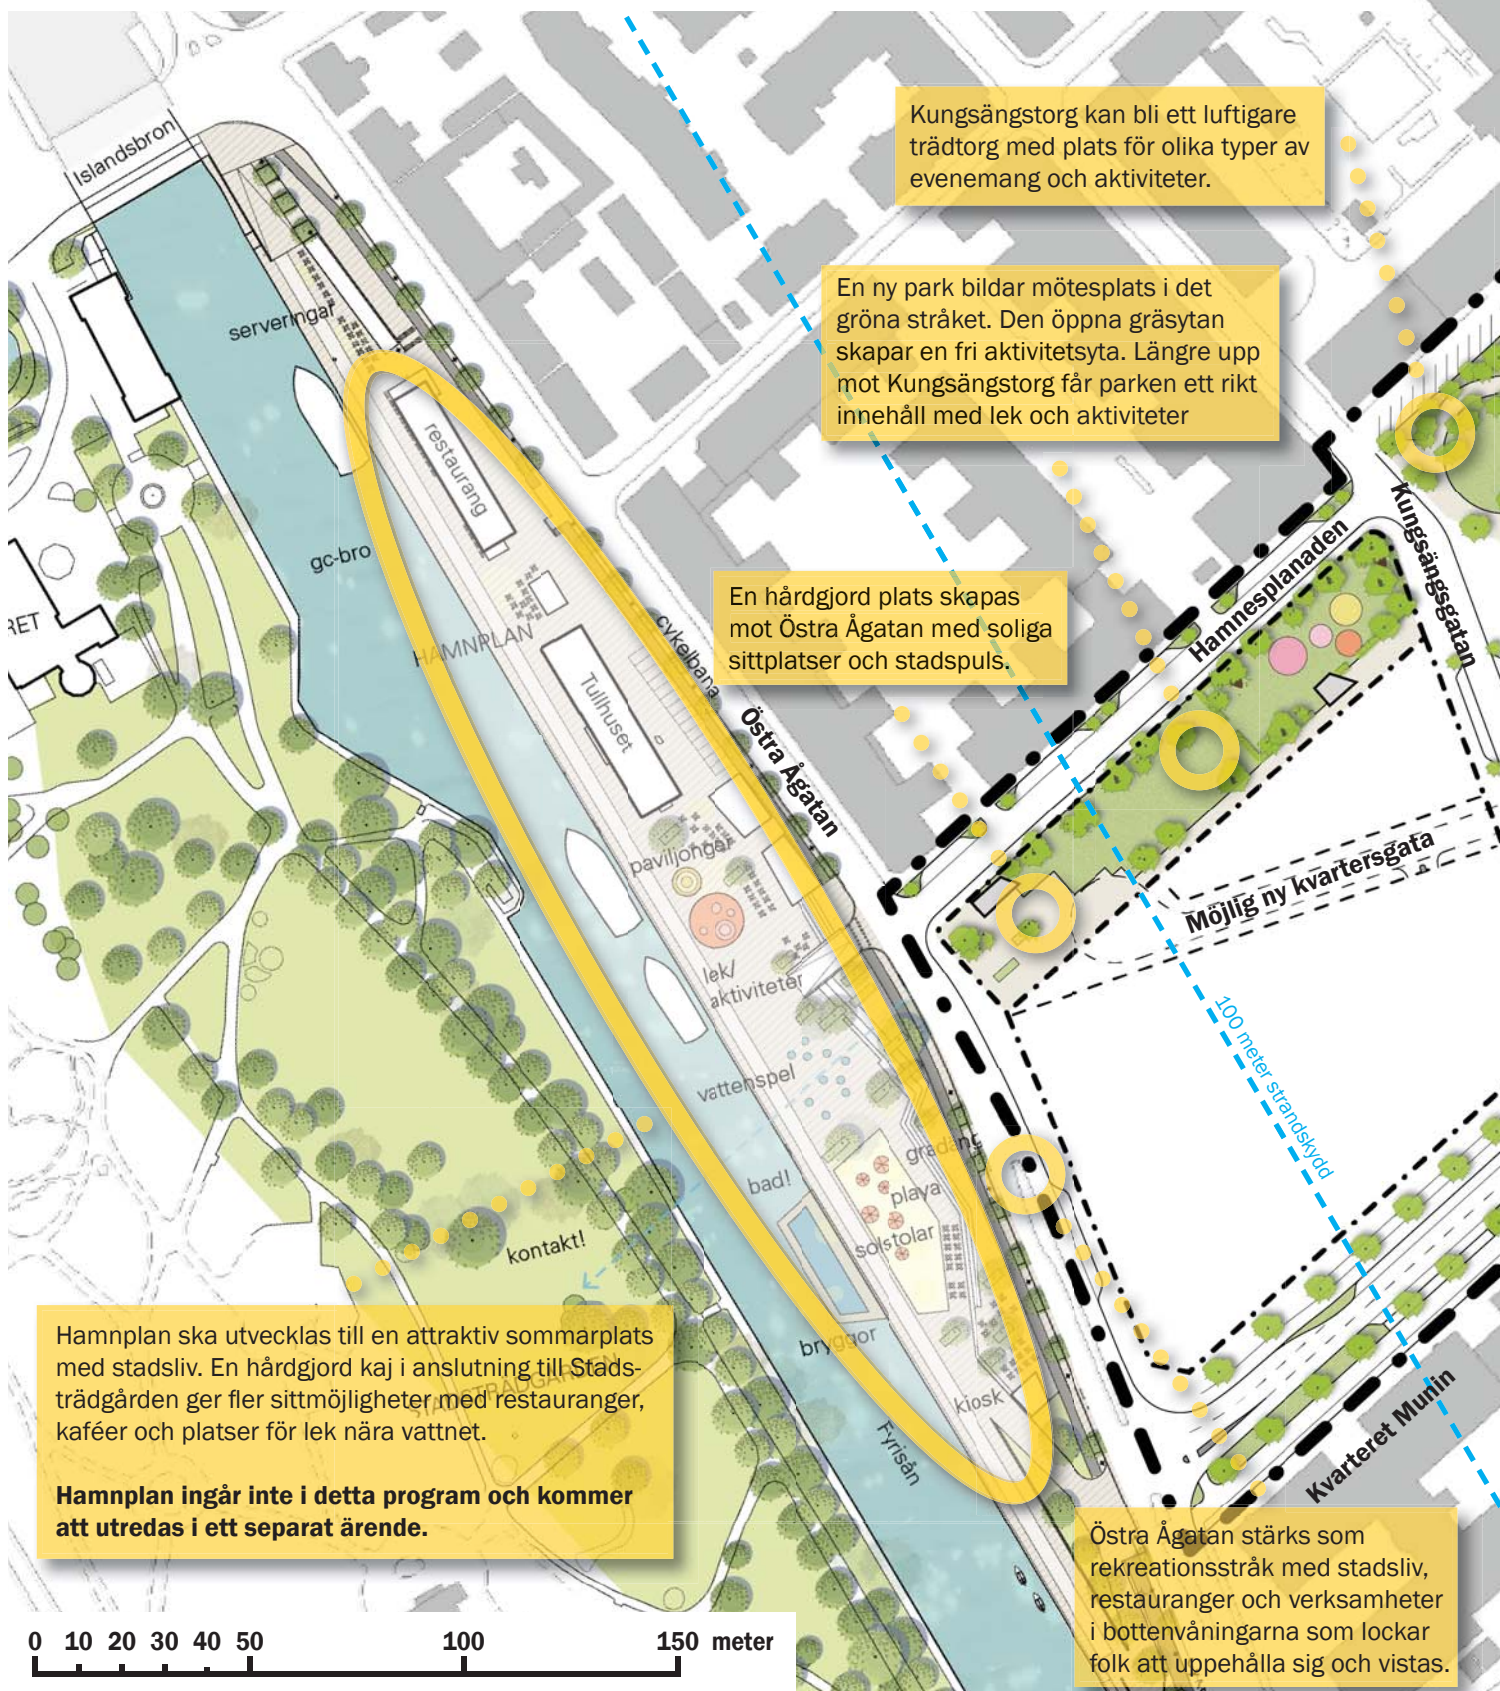 Islandsbron
Kungsängstorg kan bli ett luftigare
trädtorg med plats för olika typer av
evenemang och aktiviteter.
En ny park bildar mötesplats i det
gröna stråket. Den öppna gräsytan
skapar en fri aktivitetsyta. Längre upp
mot Kungsängstorg får parken ett rikt
innehåll med lek och aktiviteter
serveringar
restaurang
gc-bro
HAMNPLAN
RET
En hårdgjord plats skapas
mot Östra Ågatan med soliga
sittplatser och stadspuls.
cykelbana
Östra Ågatan
Hamnesplanaden
Kungsängsgatan
Tullhuset
paviljonger
Möjlig ny kvartersgata
lek/
aktiviteter
100 meter strandskydd
vattenspel
gradäng
bad!
playa
solstolar
kontakt!
bryggor
kiosk
Fyrisån
Kvarteret Munin
STADSTRÄDGÅRDEN
Hamnplan ska utvecklas till en attraktiv sommarplats
med stadsliv. En hårdgjord kaj i anslutning till Stads-
trädgården ger fler sittmöjligheter med restauranger,
kaféer och platser för lek nära vattnet.
Hamnplan ingår inte i detta program och kommer
att utredas i ett separat ärende.
Östra Ågatan stärks som
rekreationsstråk med stadsliv,
restauranger och verksamheter
i bottenvåningarna som lockar
folk att uppehålla sig och vistas.
0 10 20 30 40 50 100 150 meter